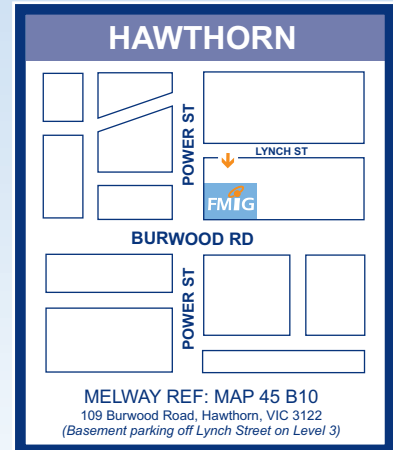 HAWTHORN
POWER ST
LYNCH ST
FMIG
BURWOOD RD
POWER ST
MELWAY REF: MAP 45 B10
109 Burwood Road, Hawthorn, VIC 3122
(Basement parking off Lynch Street on Level 3)